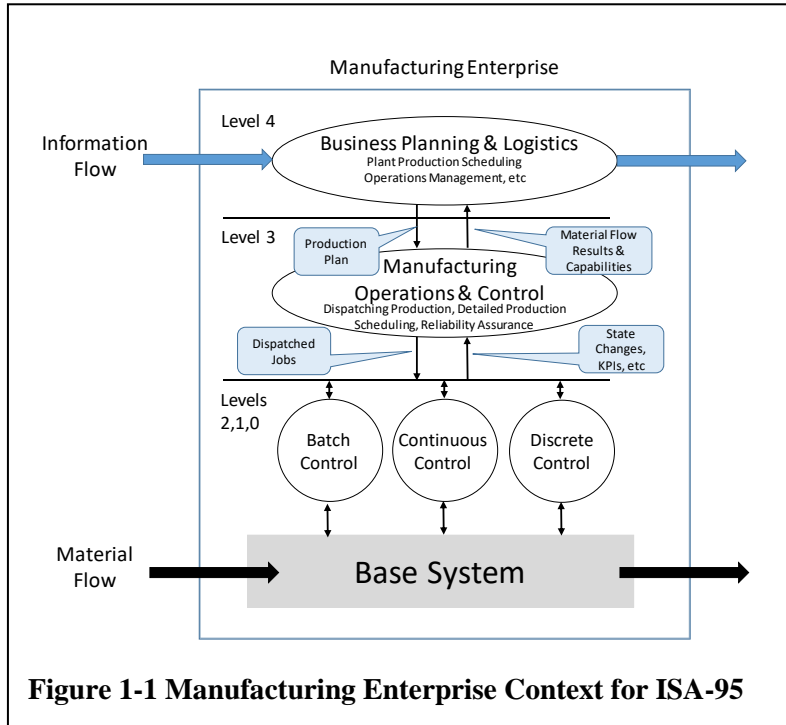 Manufacturing Enterprise
Level 4
Information
Flow
Business Planning & Logistics
Plant Production Scheduling
Operations Management, etc
Level 3
Production
Plan
Material Flow
Results &
Capabilities
Manufacturing
Operations & Control
Dispatching Production, Detailed Production
Scheduling, Reliability Assurance
Dispatched
Jobs
State
Changes,
KPIs, etc
Levels
2,1,0
Batch
Control
Continuous
Control
Discrete
Control
Material
Flow
Base System
Figure 1-1 Manufacturing Enterprise Context for ISA-95